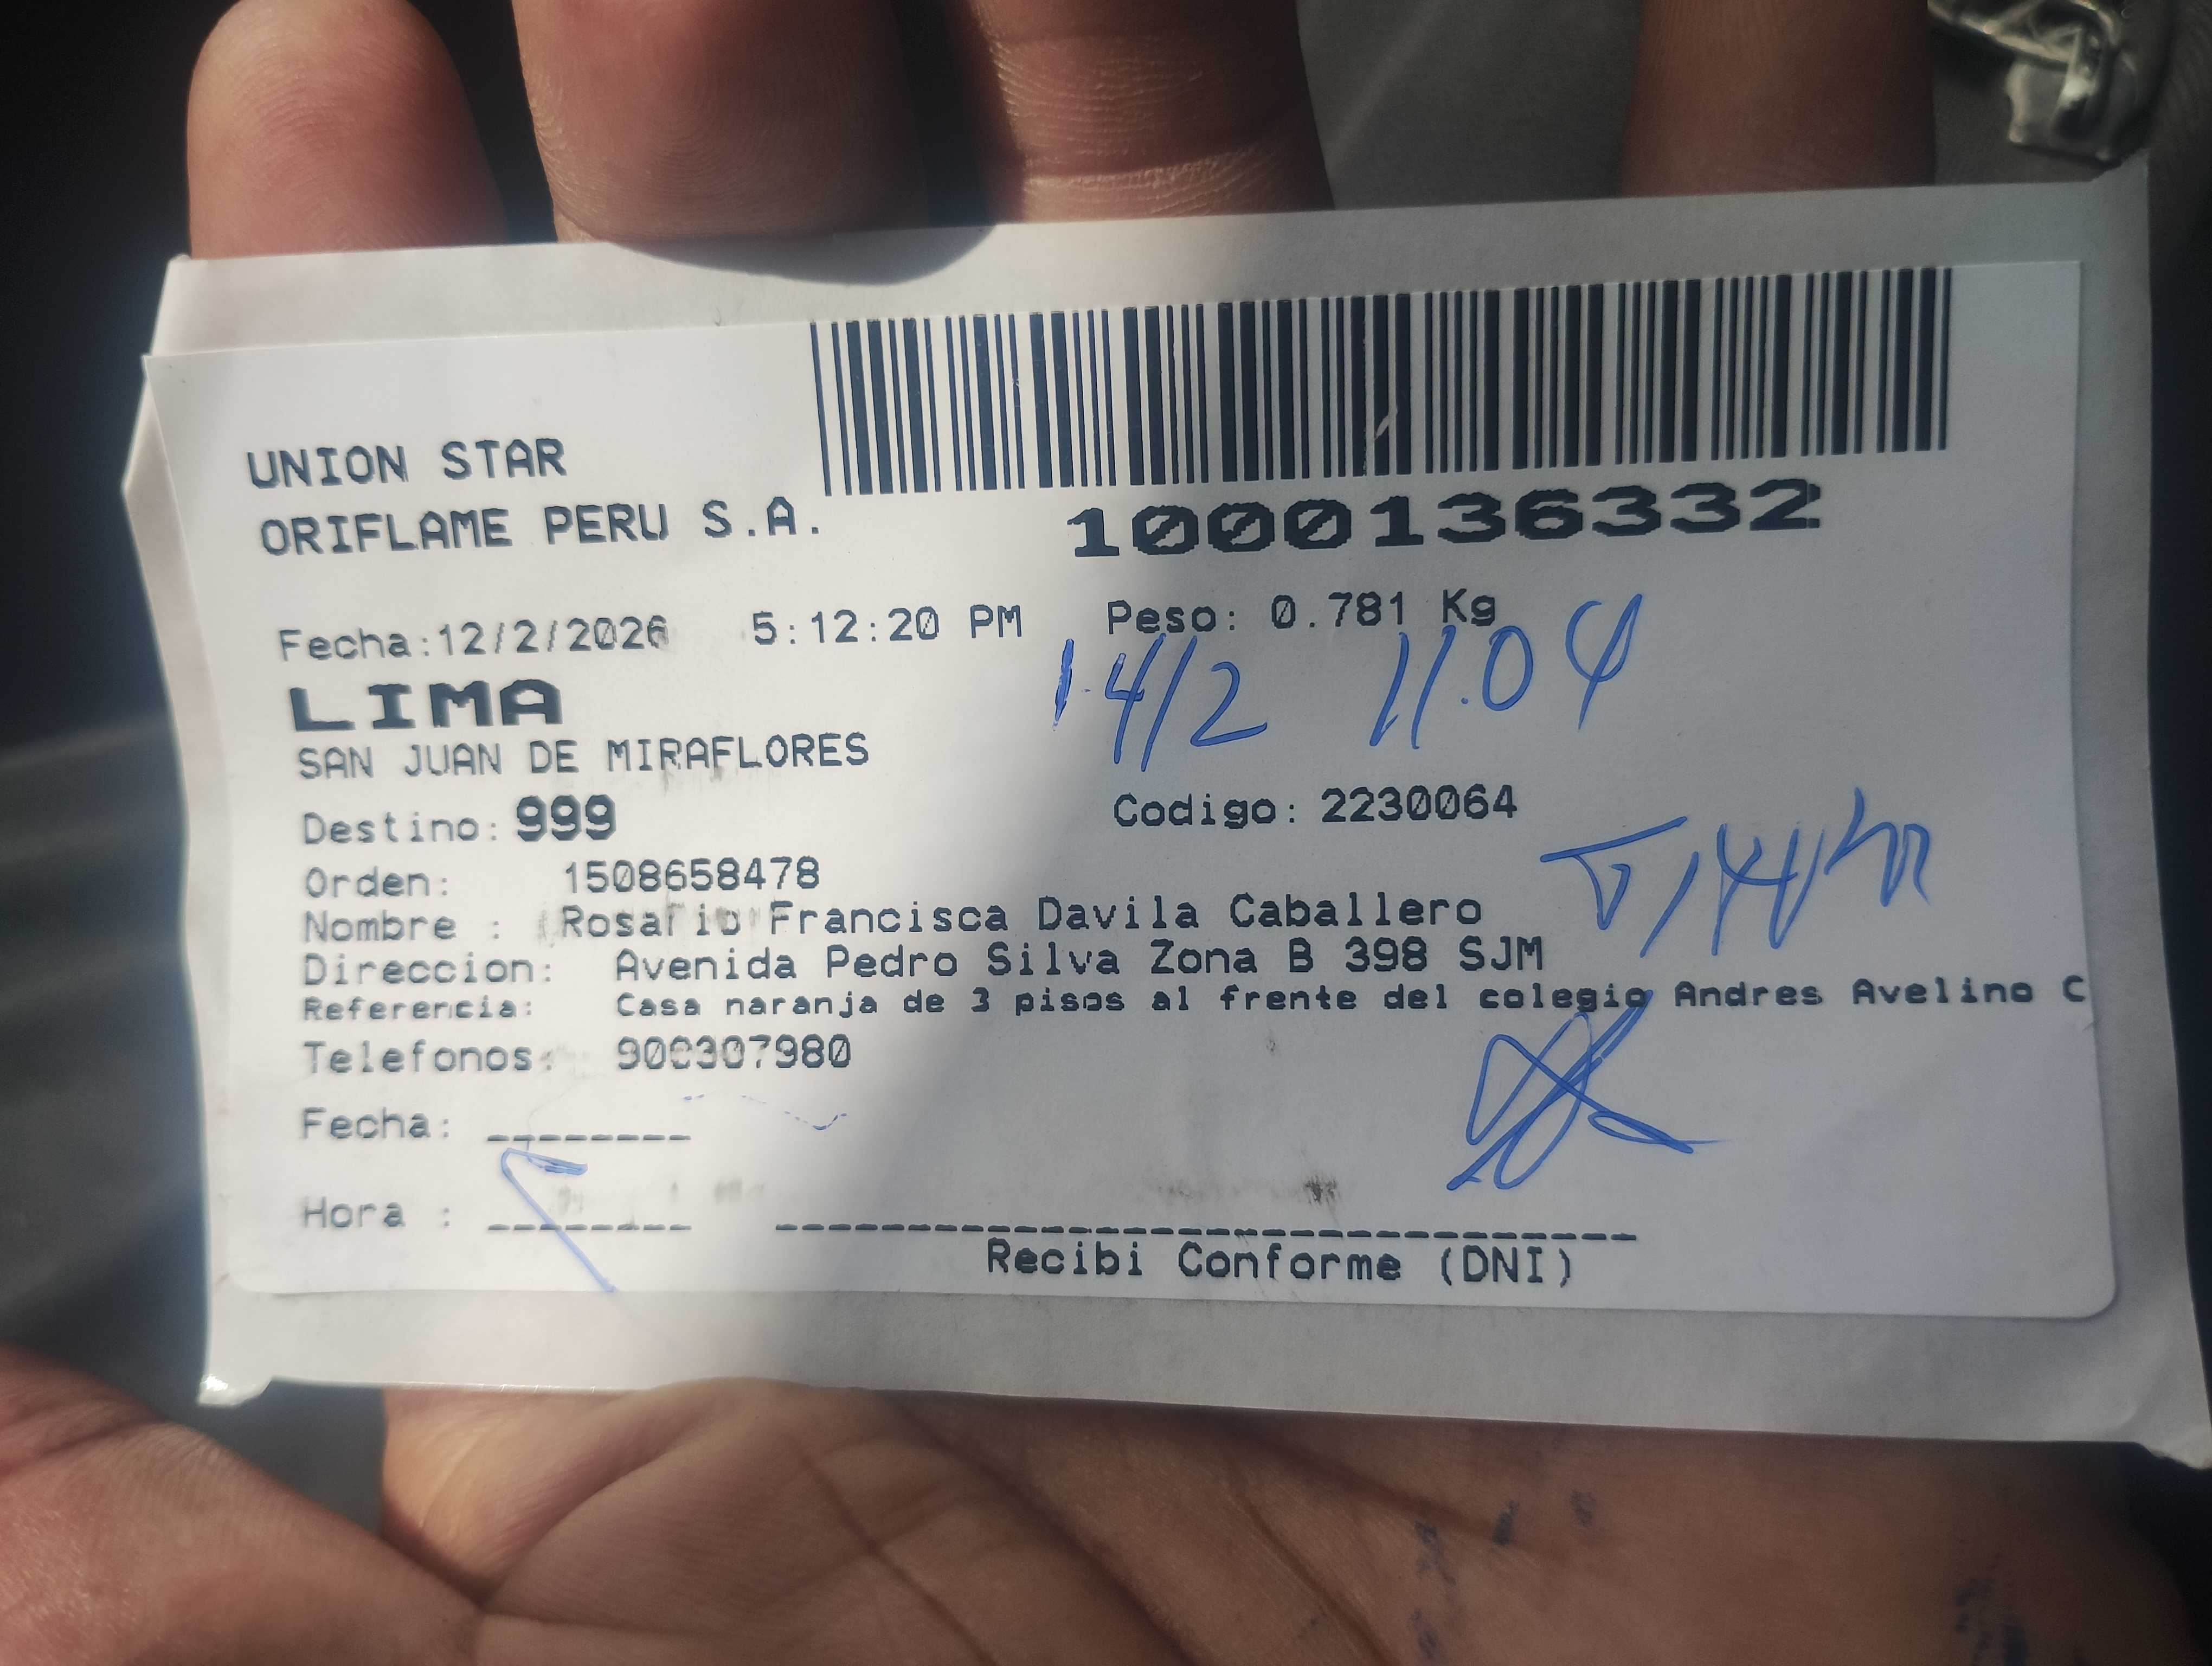 UNION STAR
ORIFLAME PERU S.A.
1000136332
Fecha:12/2/2026 5:12:20 PM Peso: 0.781 Kg
14/2 11.04
LIMA
SAN JUAN DE MIRAFLORES
Destino: 999 Codigo: 2230064
Orden: 1508658478
Nombre : Rosario Francisca Davila Caballero
Direccion: Avenida Pedro Silva Zona B 398 SJM
Referencia: Casa naranja de 3 pisos al frente del colegio Andres Avelino C
Telefonos:
Fecha:
Hora :
Recibi Conforme (DNI)